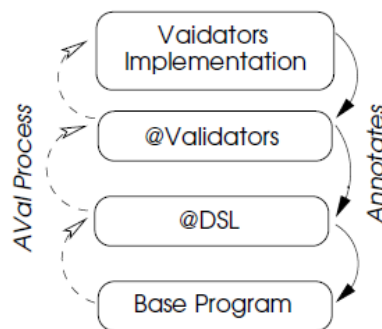 Vaidators
Implementation
@Validators
@DSL
Base Program
AVal Process
Annotates